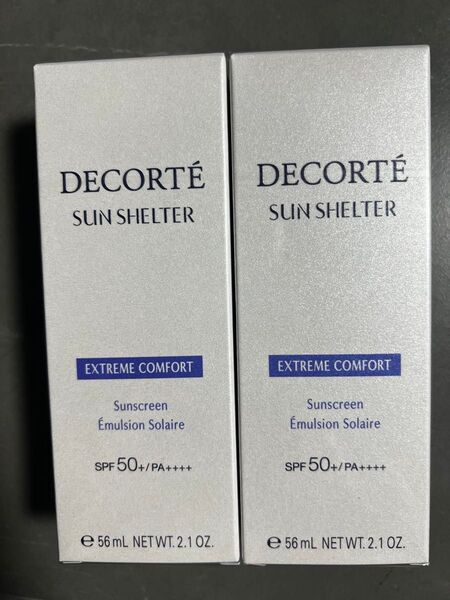 DECORTÉ
SUN SHELTER
EXTREME COMFORT
Sunscreen
Émulsion Solaire
SPF 50+/PA++++
℮ 56 mL NET WT. 2.1 OZ.
DECORTÉ
SUN SHELTER
EXTREME COMFORT
Sunscreen
Émulsion Solaire
SPF 50+/PA++++
℮ 56 mL NET WT. 2.1 OZ.